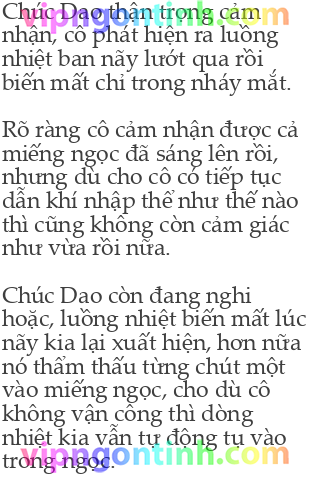 Chúc Dao thận trọng cảm
nhận, cô phát hiện ra luồng
nhiệt ban nãy lướt qua rồi
biến mất chỉ trong nháy mắt.
Rõ ràng cô cảm nhận được cả
miếng ngọc đã sáng lên rồi,
nhưng dù cho cô có tiếp tục
dẫn khí nhập thể như thế nào
thì cũng không còn cảm giác
như vừa rồi nữa.
Chúc Dao còn đang nghi
hoặc, luồng nhiệt biến mất lúc
nãy kia lại xuất hiện, hơn nữa
nó thẩm thấu từng chút một
vào miếng ngọc, cho dù cô
không vận công thì dòng
nhiệt kia vẫn tự động tụ vào
trong ngọc.
vipngontinh.com
vipngontinh.com